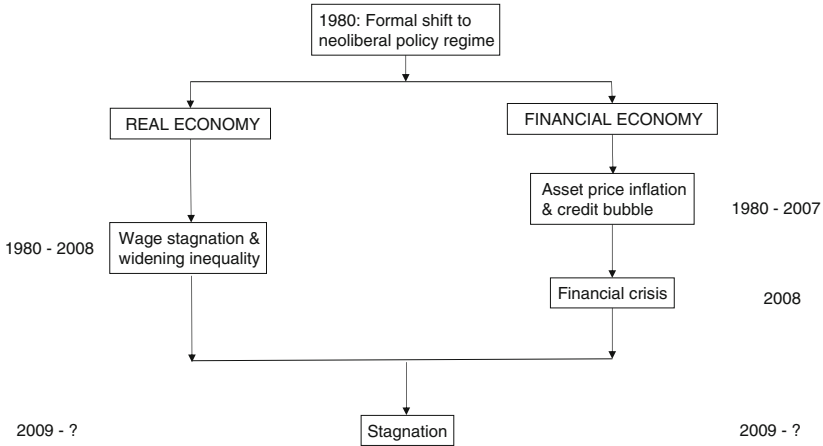 1980: Formal shift to
neoliberal policy regime
REAL ECONOMY
FINANCIAL ECONOMY
Asset price inflation
& credit bubble
1980 - 2007
1980 - 2008
Wage stagnation &
widening inequality
Financial crisis
2008
2009 - ?
Stagnation
2009 - ?